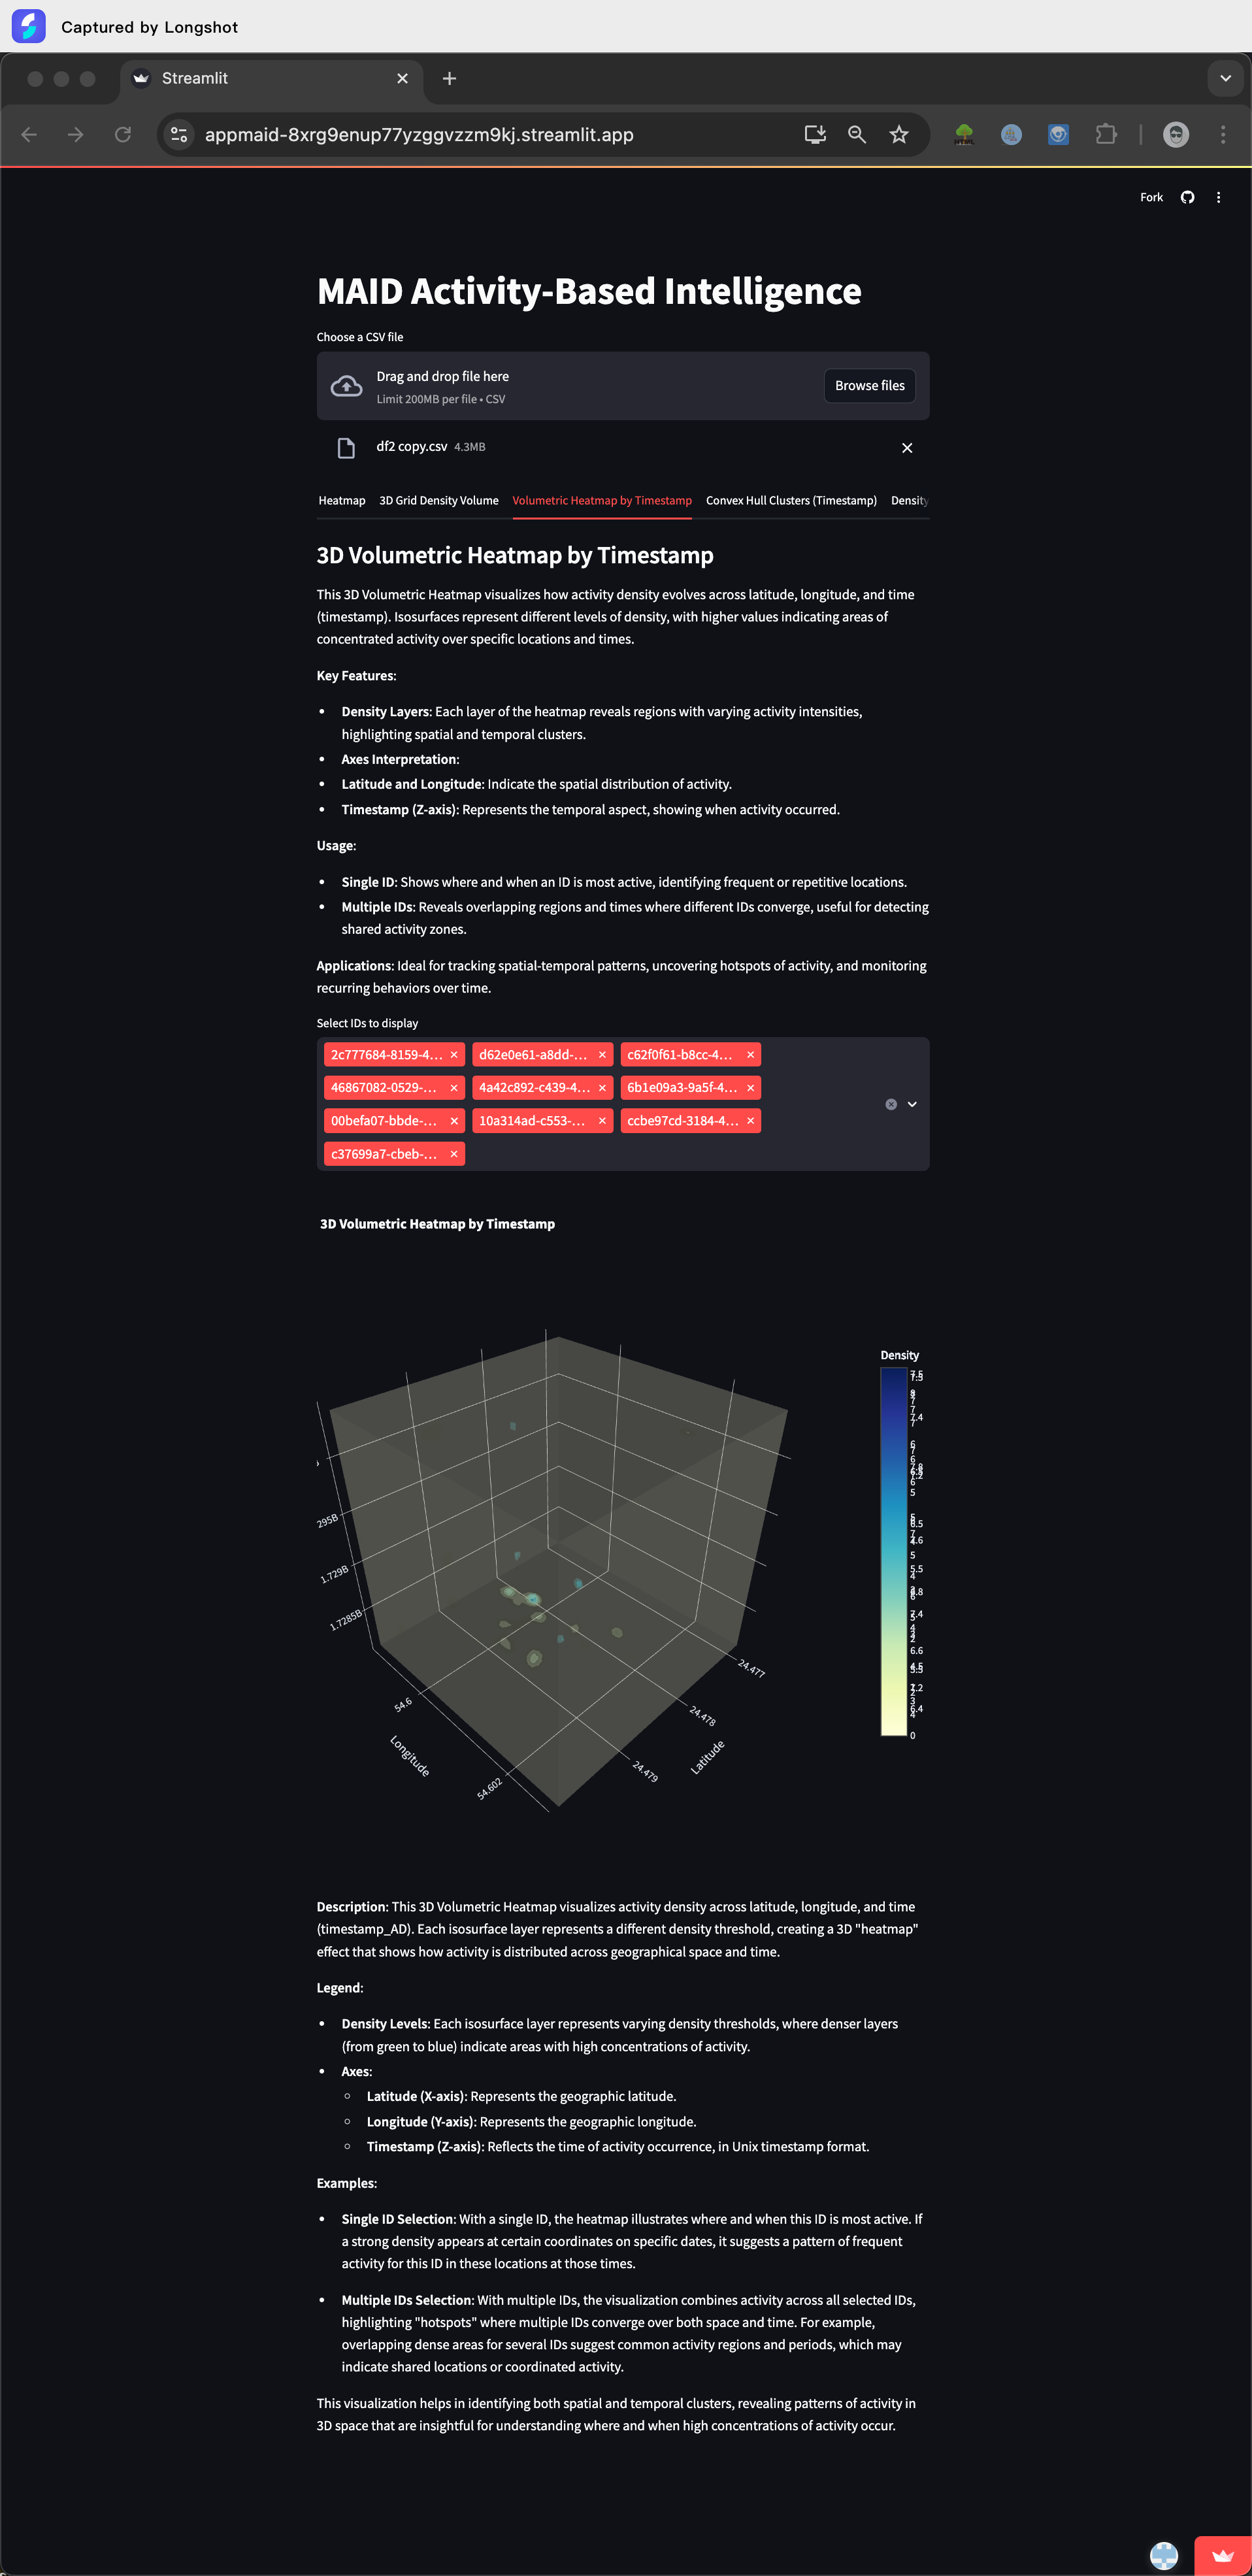 Captured by Longshot
Streamlit
appmaid-8xrg9enup77yzggvzzm9kj.streamlit.app
Fork
MAID Activity-Based Intelligence
Choose a CSV file
Drag and drop file here
Limit 200MB per file • CSV
Browse files
df2 copy.csv 4.3MB
Heatmap 3D Grid Density Volume Volumetric Heatmap by Timestamp Convex Hull Clusters (Timestamp) Density
3D Volumetric Heatmap by Timestamp
This 3D Volumetric Heatmap visualizes how activity density evolves across latitude, longitude, and time
(timestamp). Isosurfaces represent different levels of density, with higher values indicating areas of
concentrated activity over specific locations and times.
Key Features:
• Density Layers: Each layer of the heatmap reveals regions with varying activity intensities,
highlighting spatial and temporal clusters.
• Axes Interpretation:
• Latitude and Longitude: Indicate the spatial distribution of activity.
• Timestamp (Z-axis): Represents the temporal aspect, showing when activity occurred.
Usage:
• Single ID: Shows where and when an ID is most active, identifying frequent or repetitive locations.
• Multiple IDs: Reveals overlapping regions and times where different IDs converge, useful for detecting
shared activity zones.
Applications: Ideal for tracking spatial-temporal patterns, uncovering hotspots of activity, and monitoring
recurring behaviors over time.
Select IDs to display
2c777684-8159-4... d62e0e61-a8dd-... c62f0f61-b8cc-4...
46867082-0529-... 4a42c892-c439-4... 6b1e09a3-9a5f-4...
00befa07-bbde-... 10a314ad-c553-... ccbe97cd-3184-4...
c37699a7-cbeb-...
3D Volumetric Heatmap by Timestamp
Density
295B
1.729B
1.7285B
54.6
54.602
Longitude
24.477
24.478
24.479
Latitude
7.4
5
5
5.5
7.4
6.6
6.4
0
Description: This 3D Volumetric Heatmap visualizes activity density across latitude, longitude, and time
(timestamp_AD). Each isosurface layer represents a different density threshold, creating a 3D "heatmap"
effect that shows how activity is distributed across geographical space and time.
Legend:
• Density Levels: Each isosurface layer represents varying density thresholds, where denser layers
(from green to blue) indicate areas with high concentrations of activity.
• Axes:
○ Latitude (X-axis): Represents the geographic latitude.
○ Longitude (Y-axis): Represents the geographic longitude.
○ Timestamp (Z-axis): Reflects the time of activity occurrence, in Unix timestamp format.
Examples:
• Single ID Selection: With a single ID, the heatmap illustrates where and when this ID is most active. If
a strong density appears at certain coordinates on specific dates, it suggests a pattern of frequent
activity for this ID in these locations at those times.
• Multiple IDs Selection: With multiple IDs, the visualization combines activity across all selected IDs,
highlighting "hotspots" where multiple IDs converge over both space and time. For example,
overlapping dense areas for several IDs suggest common activity regions and periods, which may
indicate shared locations or coordinated activity.
This visualization helps in identifying both spatial and temporal clusters, revealing patterns of activity in
3D space that are insightful for understanding where and when high concentrations of activity occur.